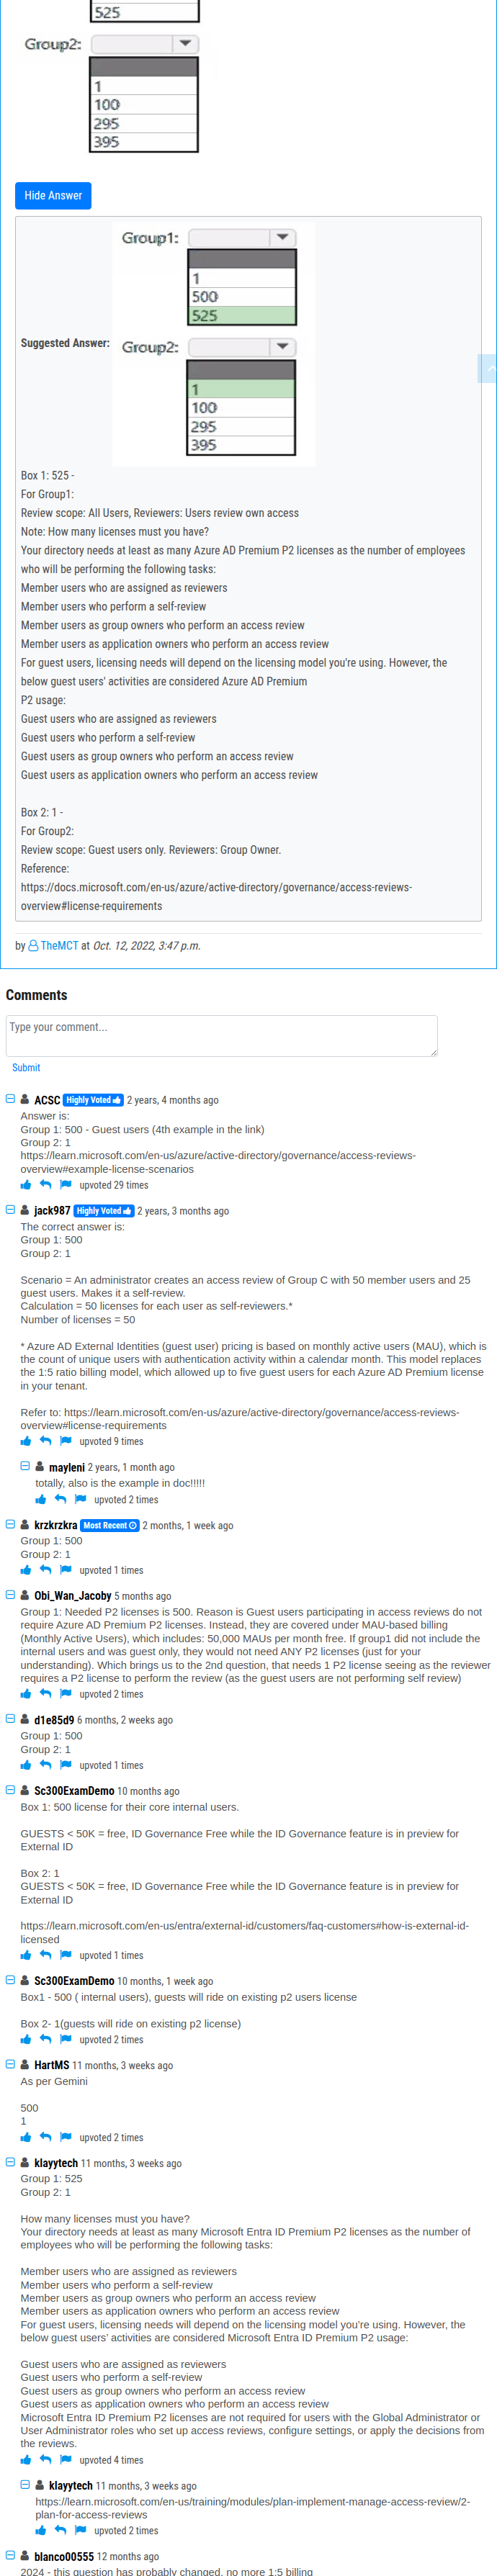 525
Group2:
1
100
295
395
Hide Answer
Suggested Answer:
Group1:
1
500
525
Group2:
1
100
295
395
Box 1: 525 -
For Group1:
Review scope: All Users, Reviewers: Users review own access
Note: How many licenses must you have?
Your directory needs at least as many Azure AD Premium P2 licenses as the number of employees
who will be performing the following tasks:
Member users who are assigned as reviewers
Member users who perform a self-review
Member users as group owners who perform an access review
Member users as application owners who perform an access review
For guest users, licensing needs will depend on the licensing model you're using. However, the
below guest users' activities are considered Azure AD Premium
P2 usage:
Guest users who are assigned as reviewers
Guest users who perform a self-review
Guest users as group owners who perform an access review
Guest users as application owners who perform an access review
Box 2: 1 -
For Group2:
Review scope: Guest users only. Reviewers: Group Owner.
Reference:
https://docs.microsoft.com/en-us/azure/active-directory/governance/access-reviews-
overview#license-requirements
by TheMCT at Oct. 12, 2022, 3:47 p.m.
Comments
Type your comment...
Submit
ACSC Highly Voted 2 years, 4 months ago
Answer is:
Group 1: 500 - Guest users (4th example in the link)
Group 2: 1
https://learn.microsoft.com/en-us/azure/active-directory/governance/access-reviews-
overview#example-license-scenarios
upvoted 29 times
jack987 Highly Voted 2 years, 3 months ago
The correct answer is:
Group 1: 500
Group 2: 1
Scenario = An administrator creates an access review of Group C with 50 member users and 25
guest users. Makes it a self-review.
Calculation = 50 licenses for each user as self-reviewers.*
Number of licenses = 50
* Azure AD External Identities (guest user) pricing is based on monthly active users (MAU), which is
the count of unique users with authentication activity within a calendar month. This model replaces
the 1:5 ratio billing model, which allowed up to five guest users for each Azure AD Premium license
in your tenant.
Refer to: https://learn.microsoft.com/en-us/azure/active-directory/governance/access-reviews-
overview#license-requirements
upvoted 9 times
mayleni 2 years, 1 month ago
totally, also is the example in doc!!!!!
upvoted 2 times
krzkrzkra Most Recent 2 months, 1 week ago
Group 1: 500
Group 2: 1
upvoted 1 times
Obi_Wan_Jacoby 5 months ago
Group 1: Needed P2 licenses is 500. Reason is Guest users participating in access reviews do not
require Azure AD Premium P2 licenses. Instead, they are covered under MAU-based billing
(Monthly Active Users), which includes: 50,000 MAUs per month free. If group1 did not include the
internal users and was guest only, they would not need ANY P2 licenses (just for your
understanding). Which brings us to the 2nd question, that needs 1 P2 license seeing as the reviewer
requires a P2 license to perform the review (as the guest users are not performing self review)
upvoted 2 times
d1e85d9 6 months, 2 weeks ago
Group 1: 500
Group 2: 1
upvoted 1 times
Sc300ExamDemo 10 months ago
Box 1: 500 license for their core internal users.
GUESTS < 50K = free, ID Governance Free while the ID Governance feature is in preview for
External ID
Box 2: 1
GUESTS < 50K = free, ID Governance Free while the ID Governance feature is in preview for
External ID
https://learn.microsoft.com/en-us/entra/external-id/customers/faq-customers#how-is-external-id-
licensed
upvoted 1 times
Sc300ExamDemo 10 months, 1 week ago
Box1 - 500 ( internal users), guests will ride on existing p2 users license
Box 2- 1(guests will ride on existing p2 license)
upvoted 2 times
HartMS 11 months, 3 weeks ago
As per Gemini
500
1
upvoted 2 times
klayytech 11 months, 3 weeks ago
Group 1: 525
Group 2: 1
How many licenses must you have?
Your directory needs at least as many Microsoft Entra ID Premium P2 licenses as the number of
employees who will be performing the following tasks:
Member users who are assigned as reviewers
Member users who perform a self-review
Member users as group owners who perform an access review
Member users as application owners who perform an access review
For guest users, licensing needs will depend on the licensing model you’re using. However, the
below guest users’ activities are considered Microsoft Entra ID Premium P2 usage:
Guest users who are assigned as reviewers
Guest users who perform a self-review
Guest users as group owners who perform an access review
Guest users as application owners who perform an access review
Microsoft Entra ID Premium P2 licenses are not required for users with the Global Administrator or
User Administrator roles who set up access reviews, configure settings, or apply the decisions from
the reviews.
upvoted 4 times
klayytech 11 months, 3 weeks ago
https://learn.microsoft.com/en-us/training/modules/plan-implement-manage-access-review/2-
plan-for-access-reviews
upvoted 2 times
blanco00555 12 months ago
2024 - this question has probably changed, no more 1:5 billing